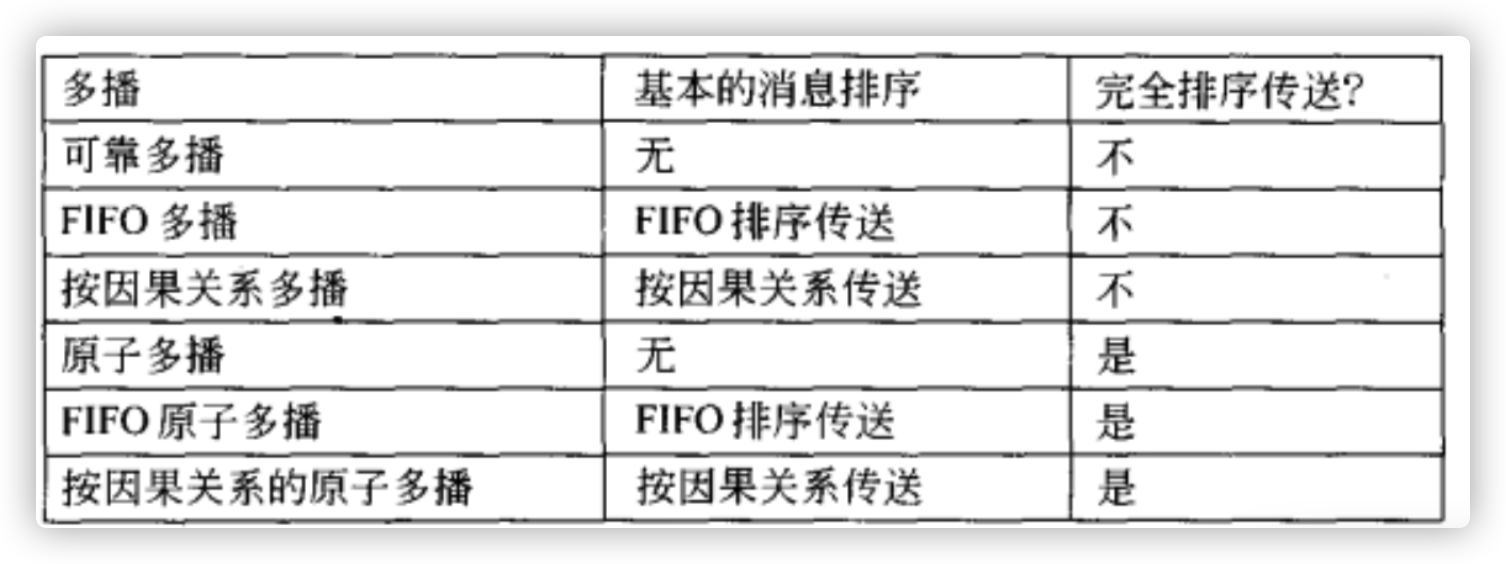 多播 基本的消息排序 完全排序传送?
可靠多播 无 不
FIFO 多播 FIFO 排序传送 不
按因果关系多播 按因果关系传送 不
原子多播 无 是
FIFO 原子多播 FIFO 排序传送 是
按因果关系的原子多播 按因果关系传送 是